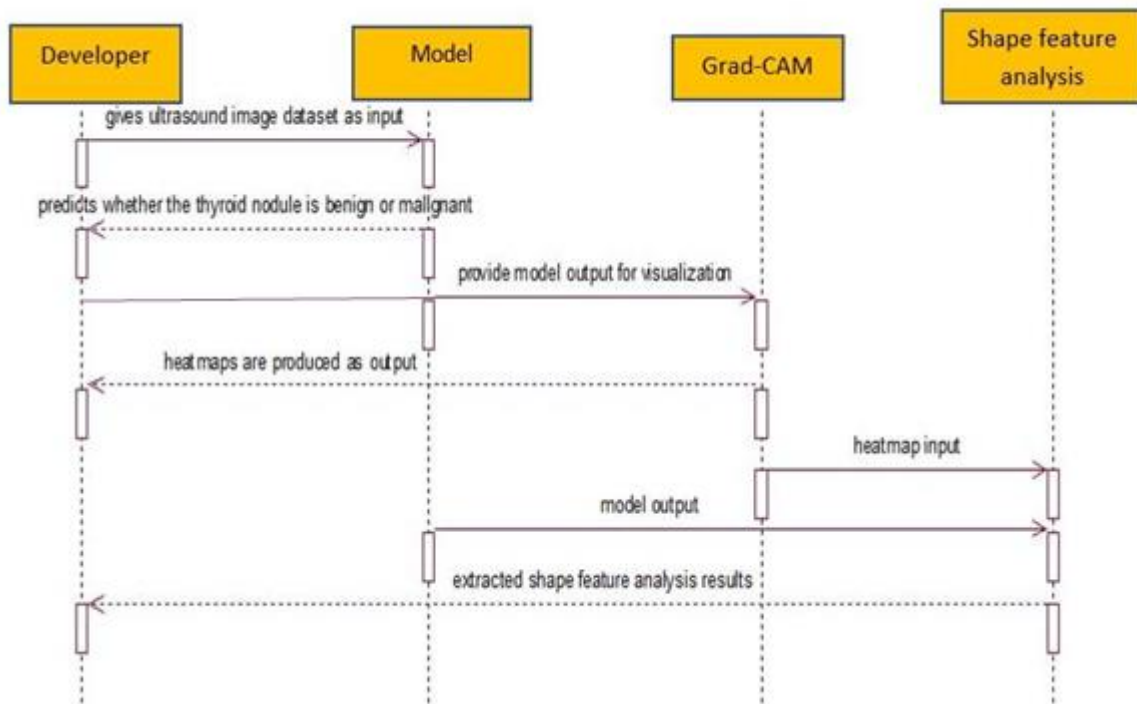 Developer
Model
Grad-CAM
Shape feature
analysis
gives ultrasound image dataset as input
predicts whether the thyroid nodule is benign or malignant
provide model output for visualization
heatmaps are produced as output
heatmap input
model output
extracted shape feature analysis results